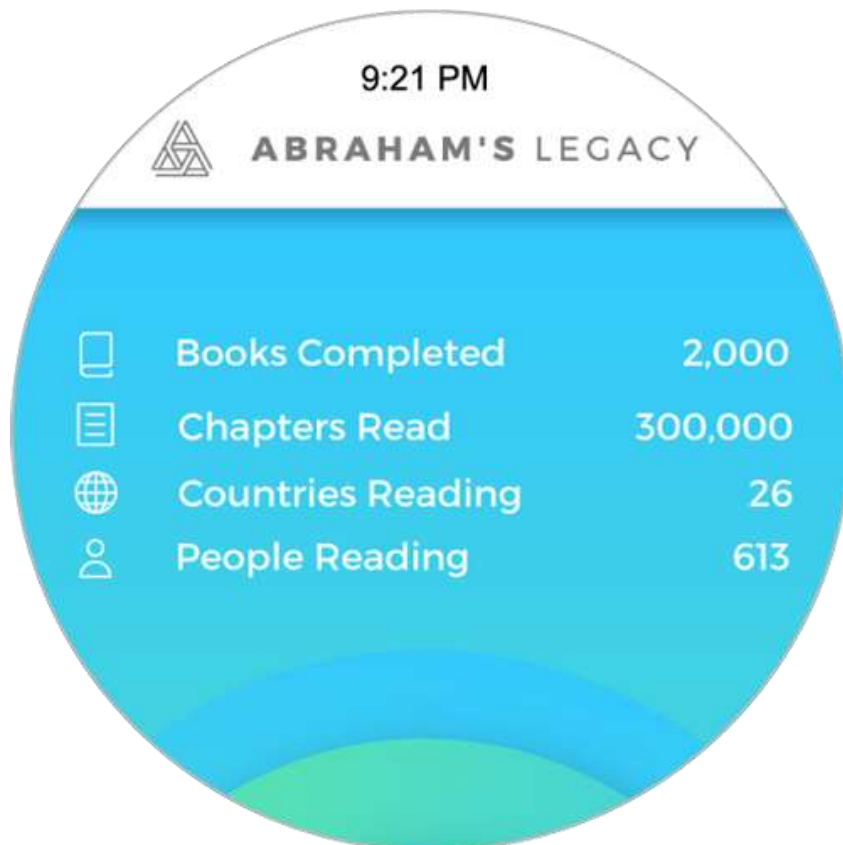 9:21 PM
ABRAHAM'S LEGACY
Books Completed 2,000
Chapters Read 300,000
Countries Reading 26
People Reading 613